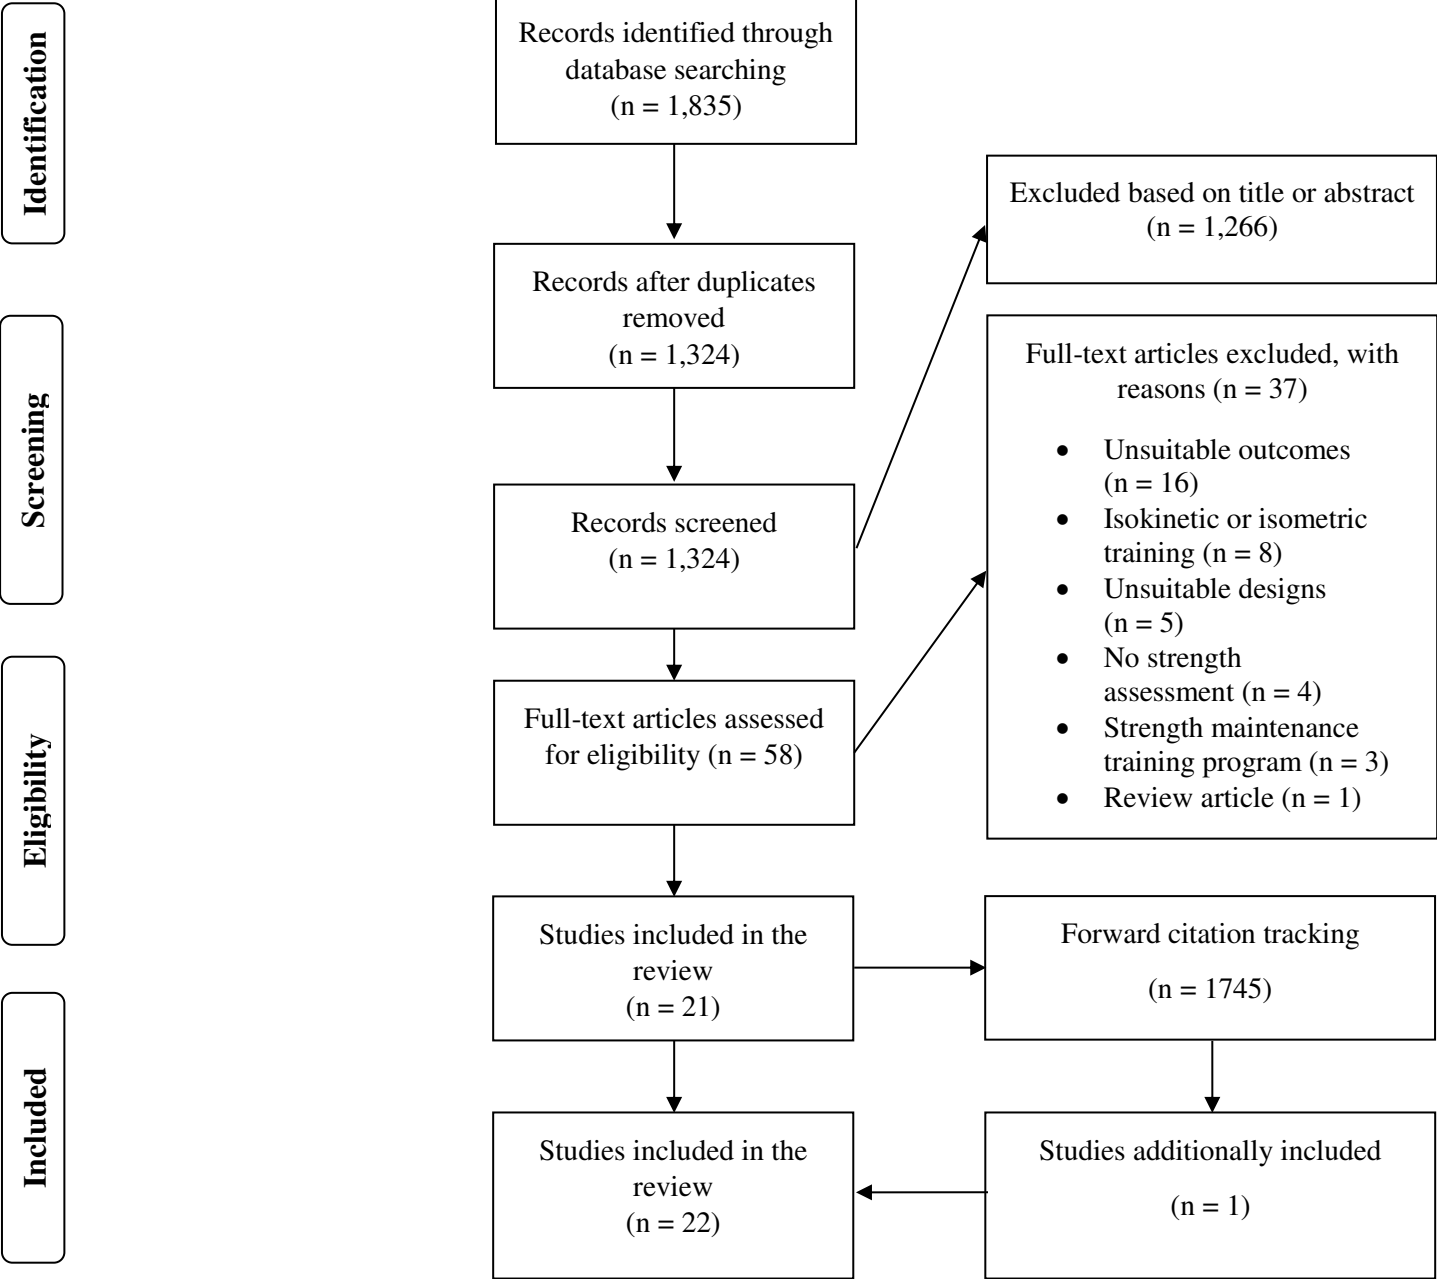 Identification
Records identified through
database searching
(n = 1,835)
Excluded based on title or abstract
(n = 1,266)
Records after duplicates
removed
(n = 1,324)
Screening
Records screened
(n = 1,324)
Full-text articles excluded, with
reasons (n = 37)
• Unsuitable outcomes
(n = 16)
• Isokinetic or isometric
training (n = 8)
• Unsuitable designs
(n = 5)
• No strength
assessment (n = 4)
• Strength maintenance
training program (n = 3)
• Review article (n = 1)
Eligibility
Full-text articles assessed
for eligibility (n = 58)
Studies included in the
review
(n = 21)
Forward citation tracking
(n = 1745)
Included
Studies included in the
review
(n = 22)
Studies additionally included
(n = 1)